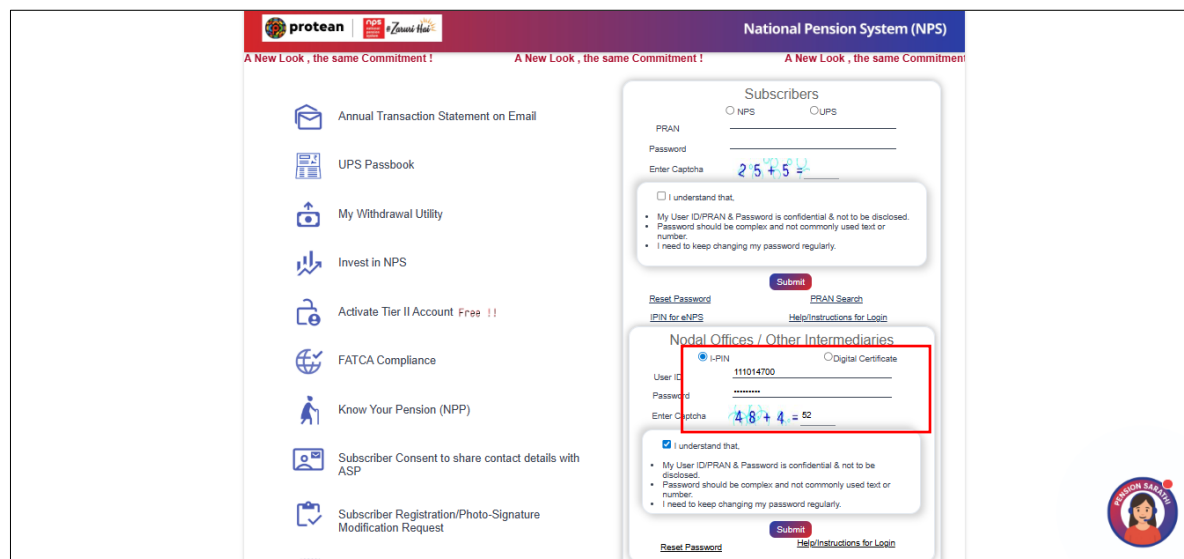 protean
nps
#Zaruri Hai
National Pension System (NPS)
A New Look , the same Commitment ! A New Look , the same Commitment ! A New Look , the same Commitment
Annual Transaction Statement on Email
UPS Passbook
My Withdrawal Utility
Invest in NPS
Activate Tier II Account Free !!
FATCA Compliance
Know Your Pension (NPP)
Subscriber Consent to share contact details with
ASP
Subscriber Registration/Photo-Signature
Modification Request
Subscribers
NPS UPS
PRAN
Password
Enter Captcha 2 5 + 5 =
I understand that,
• My User ID/PRAN & Password is confidential & not to be disclosed.
• Password should be complex and not commonly used text or
number.
• I need to keep changing my password regularly.
Submit
Reset Password PRAN Search
IPIN for eNPS Help/Instructions for Login
Nodal Offices / Other Intermediaries
I-PIN Digital Certificate
User ID 111014700
Password ••••••••
Enter Captcha 4 8 + 4 = 52
I understand that,
• My User ID/PRAN & Password is confidential & not to be
disclosed.
• Password should be complex and not commonly used text or
number.
• I need to keep changing my password regularly.
Submit
Reset Password Help/Instructions for Login
PENSION SARATHI